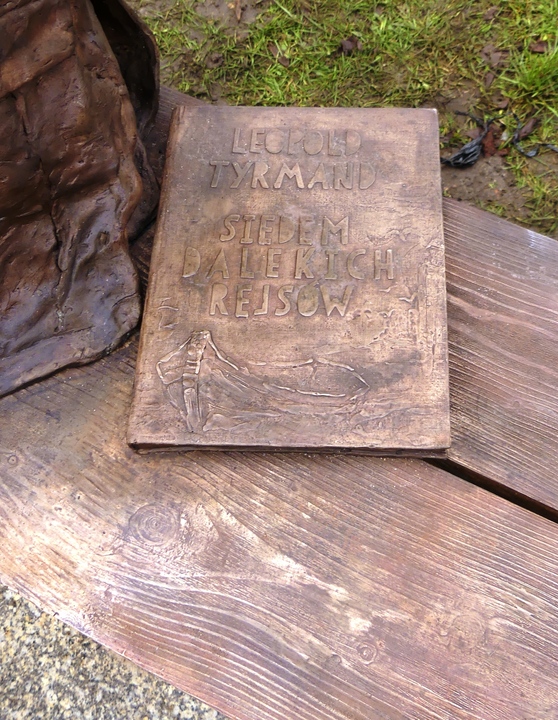 LEOPOLD
TYRMAND
SIEDEM
DALEKICH
REJSÓW